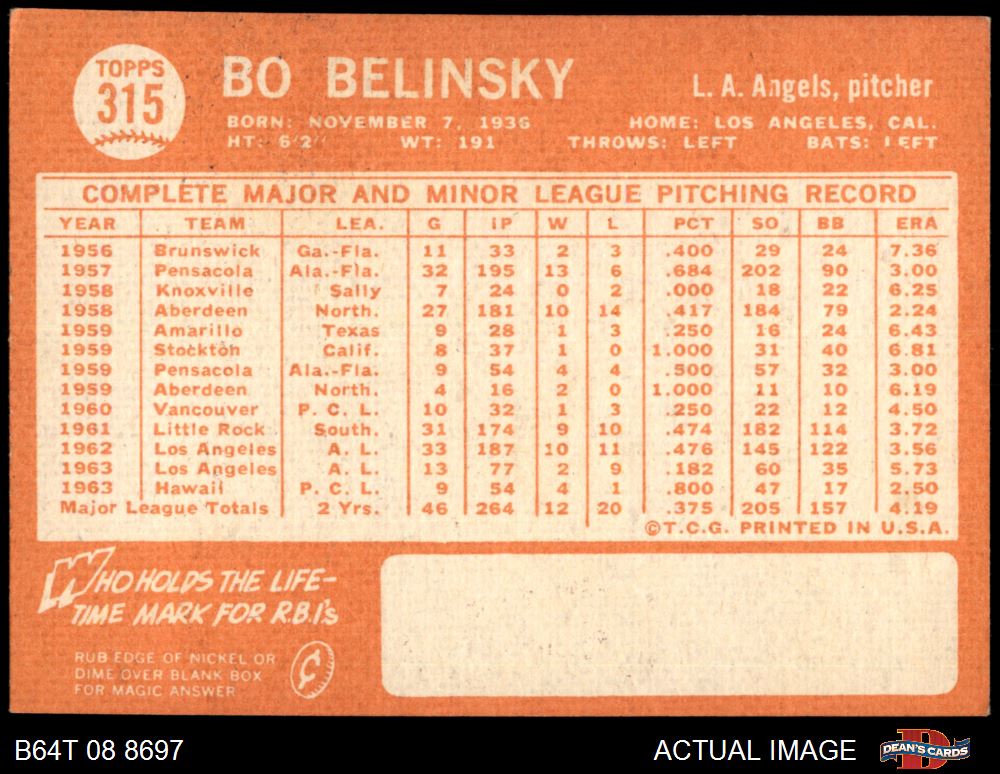 TOPPS
315
BO BELINSKY
L. A. Angels, pitcher
BORN: NOVEMBER 7, 1936 HOME: LOS ANGELES, CAL.
HT: 6'2" WT: 191 THROWS: LEFT BATS: LEFT
COMPLETE MAJOR AND MINOR LEAGUE PITCHING RECORD
YEAR TEAM LEA. G IP W L PCT SO BB ERA
1956 Brunswick Ga.-Fla. 11 33 2 3 .400 29 24 7.36
1957 Pensacola Ala.-Fla. 32 195 13 6 .684 202 90 3.00
1958 Knoxville Sally 7 24 0 2 .000 18 22 6.25
1958 Aberdeen North. 27 181 10 14 .417 184 79 2.24
1959 Amarillo Texas 9 28 1 3 .250 16 24 6.43
1959 Stockton Calif. 8 37 1 0 1.000 31 40 6.81
1959 Pensacola Ala.-Fla. 9 54 4 4 .500 57 32 3.00
1959 Aberdeen North. 4 16 2 0 1.000 11 10 6.19
1960 Vancouver P. C. L. 10 32 1 3 .250 22 12 4.50
1961 Little Rock South. 31 174 9 10 .474 182 114 3.72
1962 Los Angeles A. L. 33 187 10 11 .476 145 122 3.56
1963 Los Angeles A. L. 13 77 2 9 .182 60 35 5.73
1963 Hawaii P. C. L. 9 54 4 1 .800 47 17 2.50
Major League Totals 2 Yrs. 46 264 12 20 .375 205 157 4.19
©T.C.G. PRINTED IN U.S.A.
WHO HOLDS THE LIFE-
TIME MARK FOR R.B.I's
RUB EDGE OF NICKEL OR
DIME OVER BLANK BOX
FOR MAGIC ANSWER
¢
B64T 08 8697 ACTUAL IMAGE DEAN'S CARDS